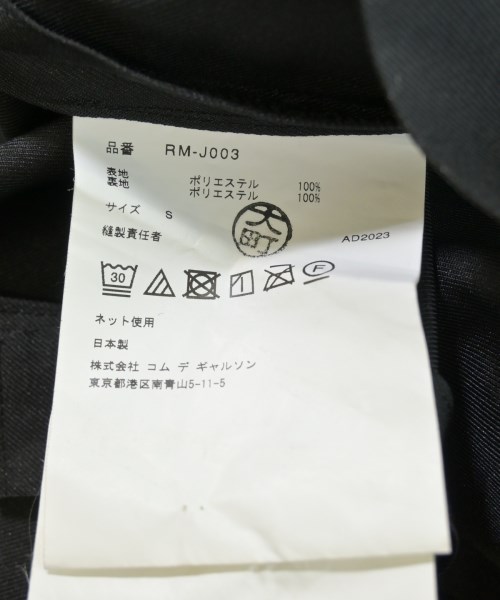 品番 RM-J003
表地 ポリエステル 100%
裏地 ポリエステル 100%
サイズ S
縫製責任者
AD2023
30
F
ネット使用
日本製
株式会社 コム デ ギャルソン
東京都港区南青山5-11-5